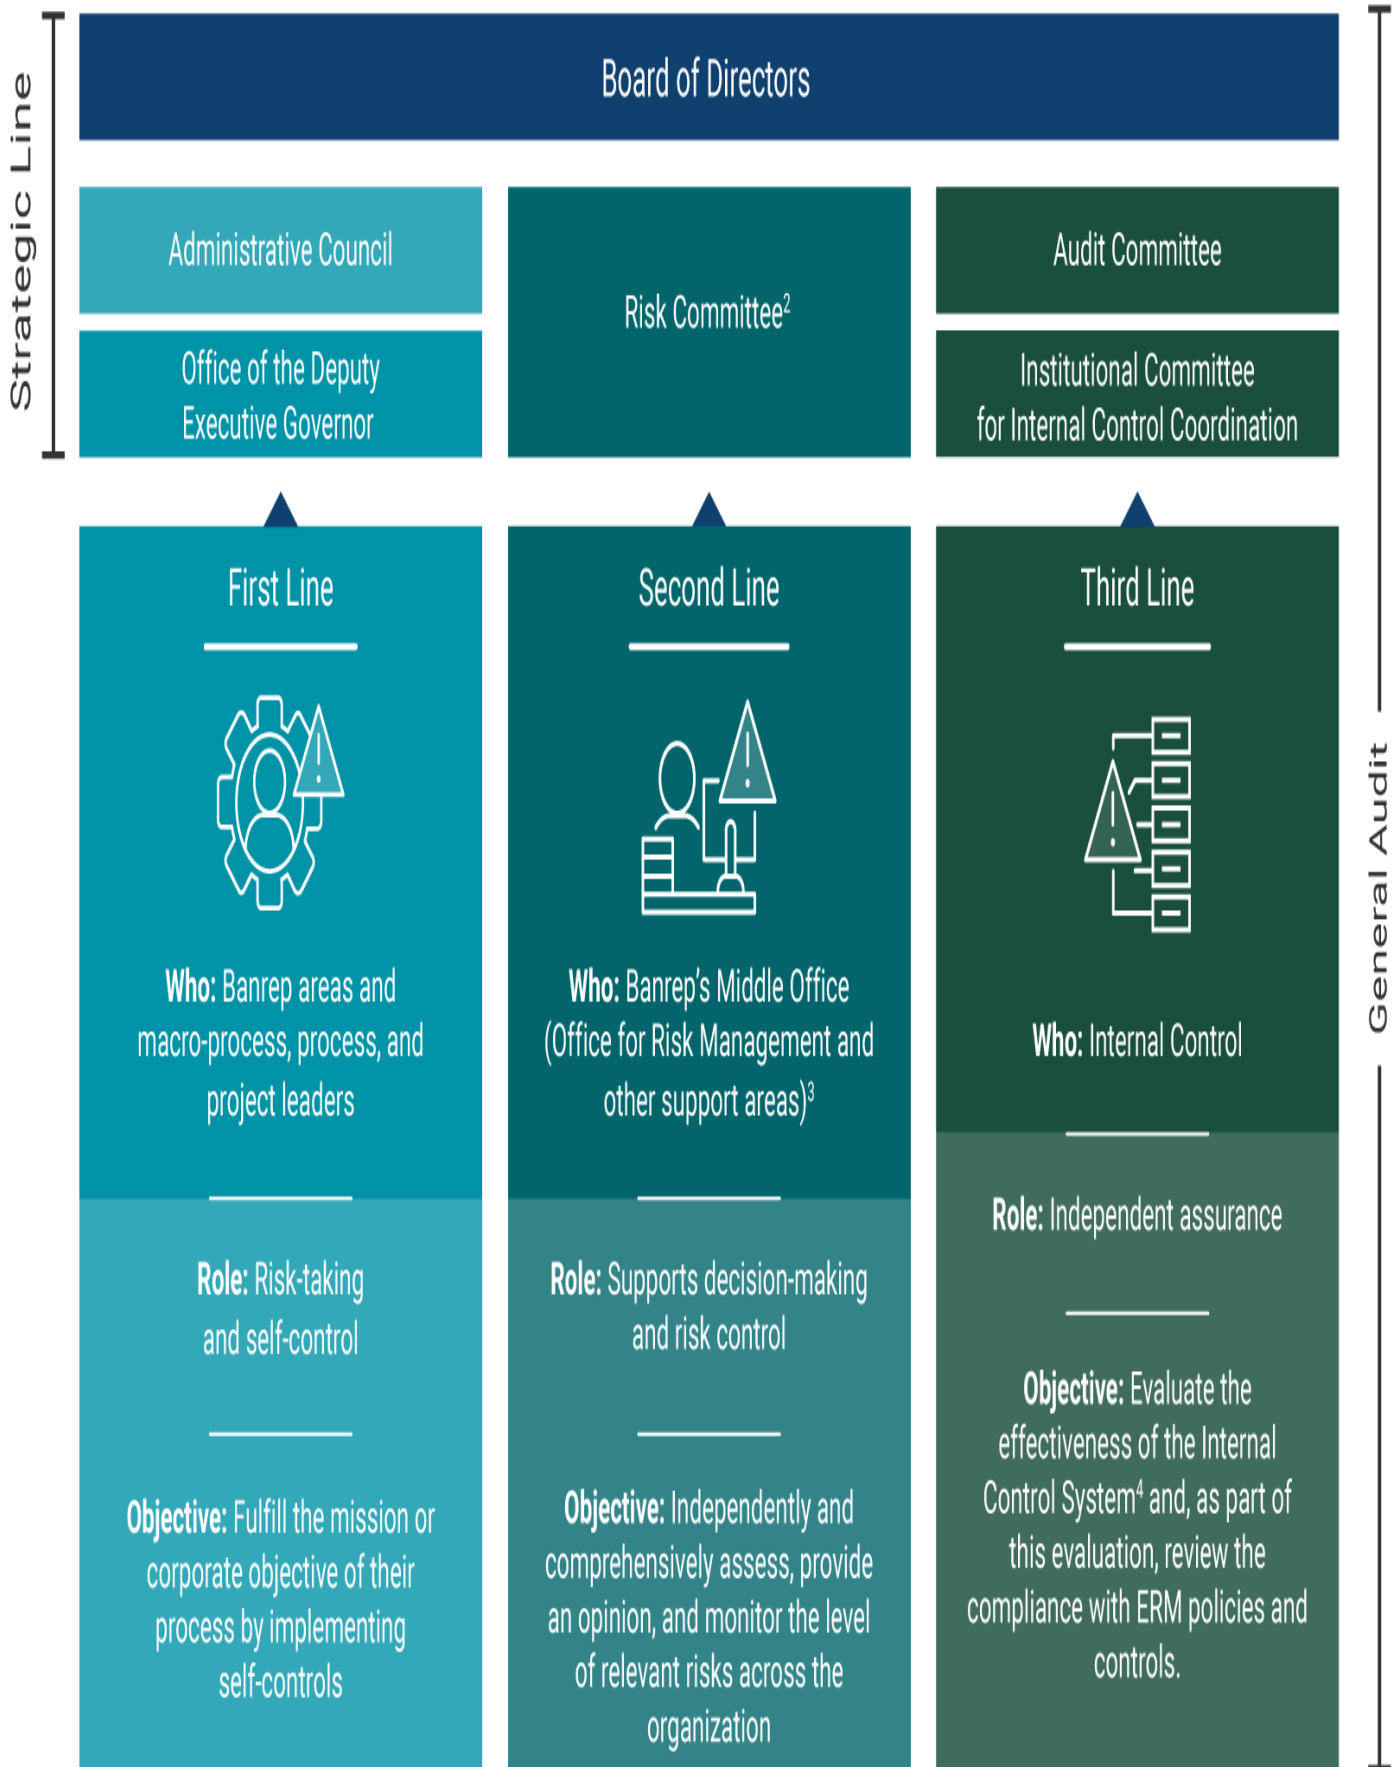 Strategic Line
Board of Directors
Administrative Council
Office of the Deputy
Executive Governor
Risk Committee²
Audit Committee
Institutional Committee
for Internal Control Coordination
First Line
Who: Banrep areas and
macro-process, process, and
project leaders
Role: Risk-taking
and self-control
Objective: Fulfill the mission or
corporate objective of their
process by implementing
self-controls
Second Line
Who: Banrep’s Middle Office
(Office for Risk Management and
other support areas)³
Role: Supports decision-making
and risk control
Objective: Independently and
comprehensively assess, provide
an opinion, and monitor the level
of relevant risks across the
organization
Third Line
Who: Internal Control
Role: Independent assurance
Objective: Evaluate the
effectiveness of the Internal
Control System⁴ and, as part of
this evaluation, review the
compliance with ERM policies and
controls.
General Audit